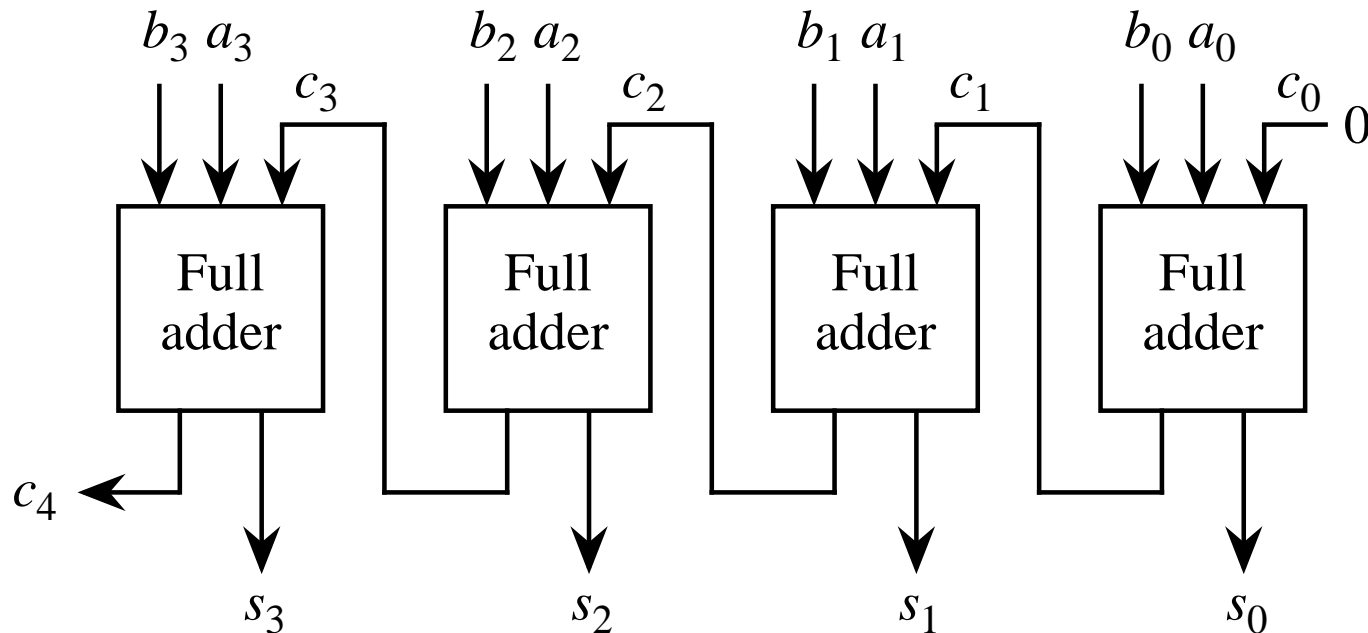 b₃ a₃ b₂ a₂ b₁ a₁ b₀ a₀
c₃ c₂ c₁ c₀ 0
Full adder
Full adder
Full adder
Full adder
c₄
s₃ s₂ s₁ s₀